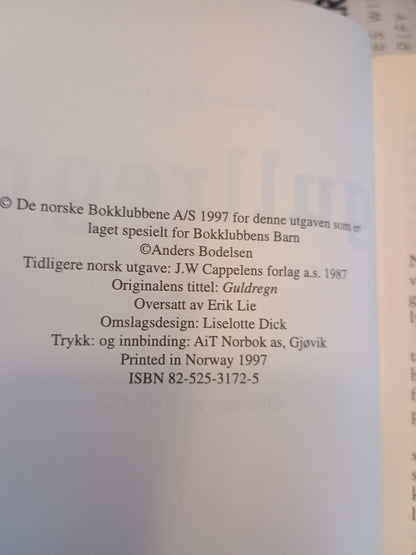 © De norske Bokklubbene A/S 1997 for denne utgaven som er
laget spesielt for Bokklubbens Barn
©Anders Bodelsen
Tidligere norsk utgave: J.W Cappelens forlag a.s. 1987
Originalens tittel: Guldregn
Oversatt av Erik Lie
Omslagsdesign: Liselotte Dick
Trykk: og innbinding: AiT Norbok as, Gjøvik
Printed in Norway 1997
ISBN 82-525-3172-5